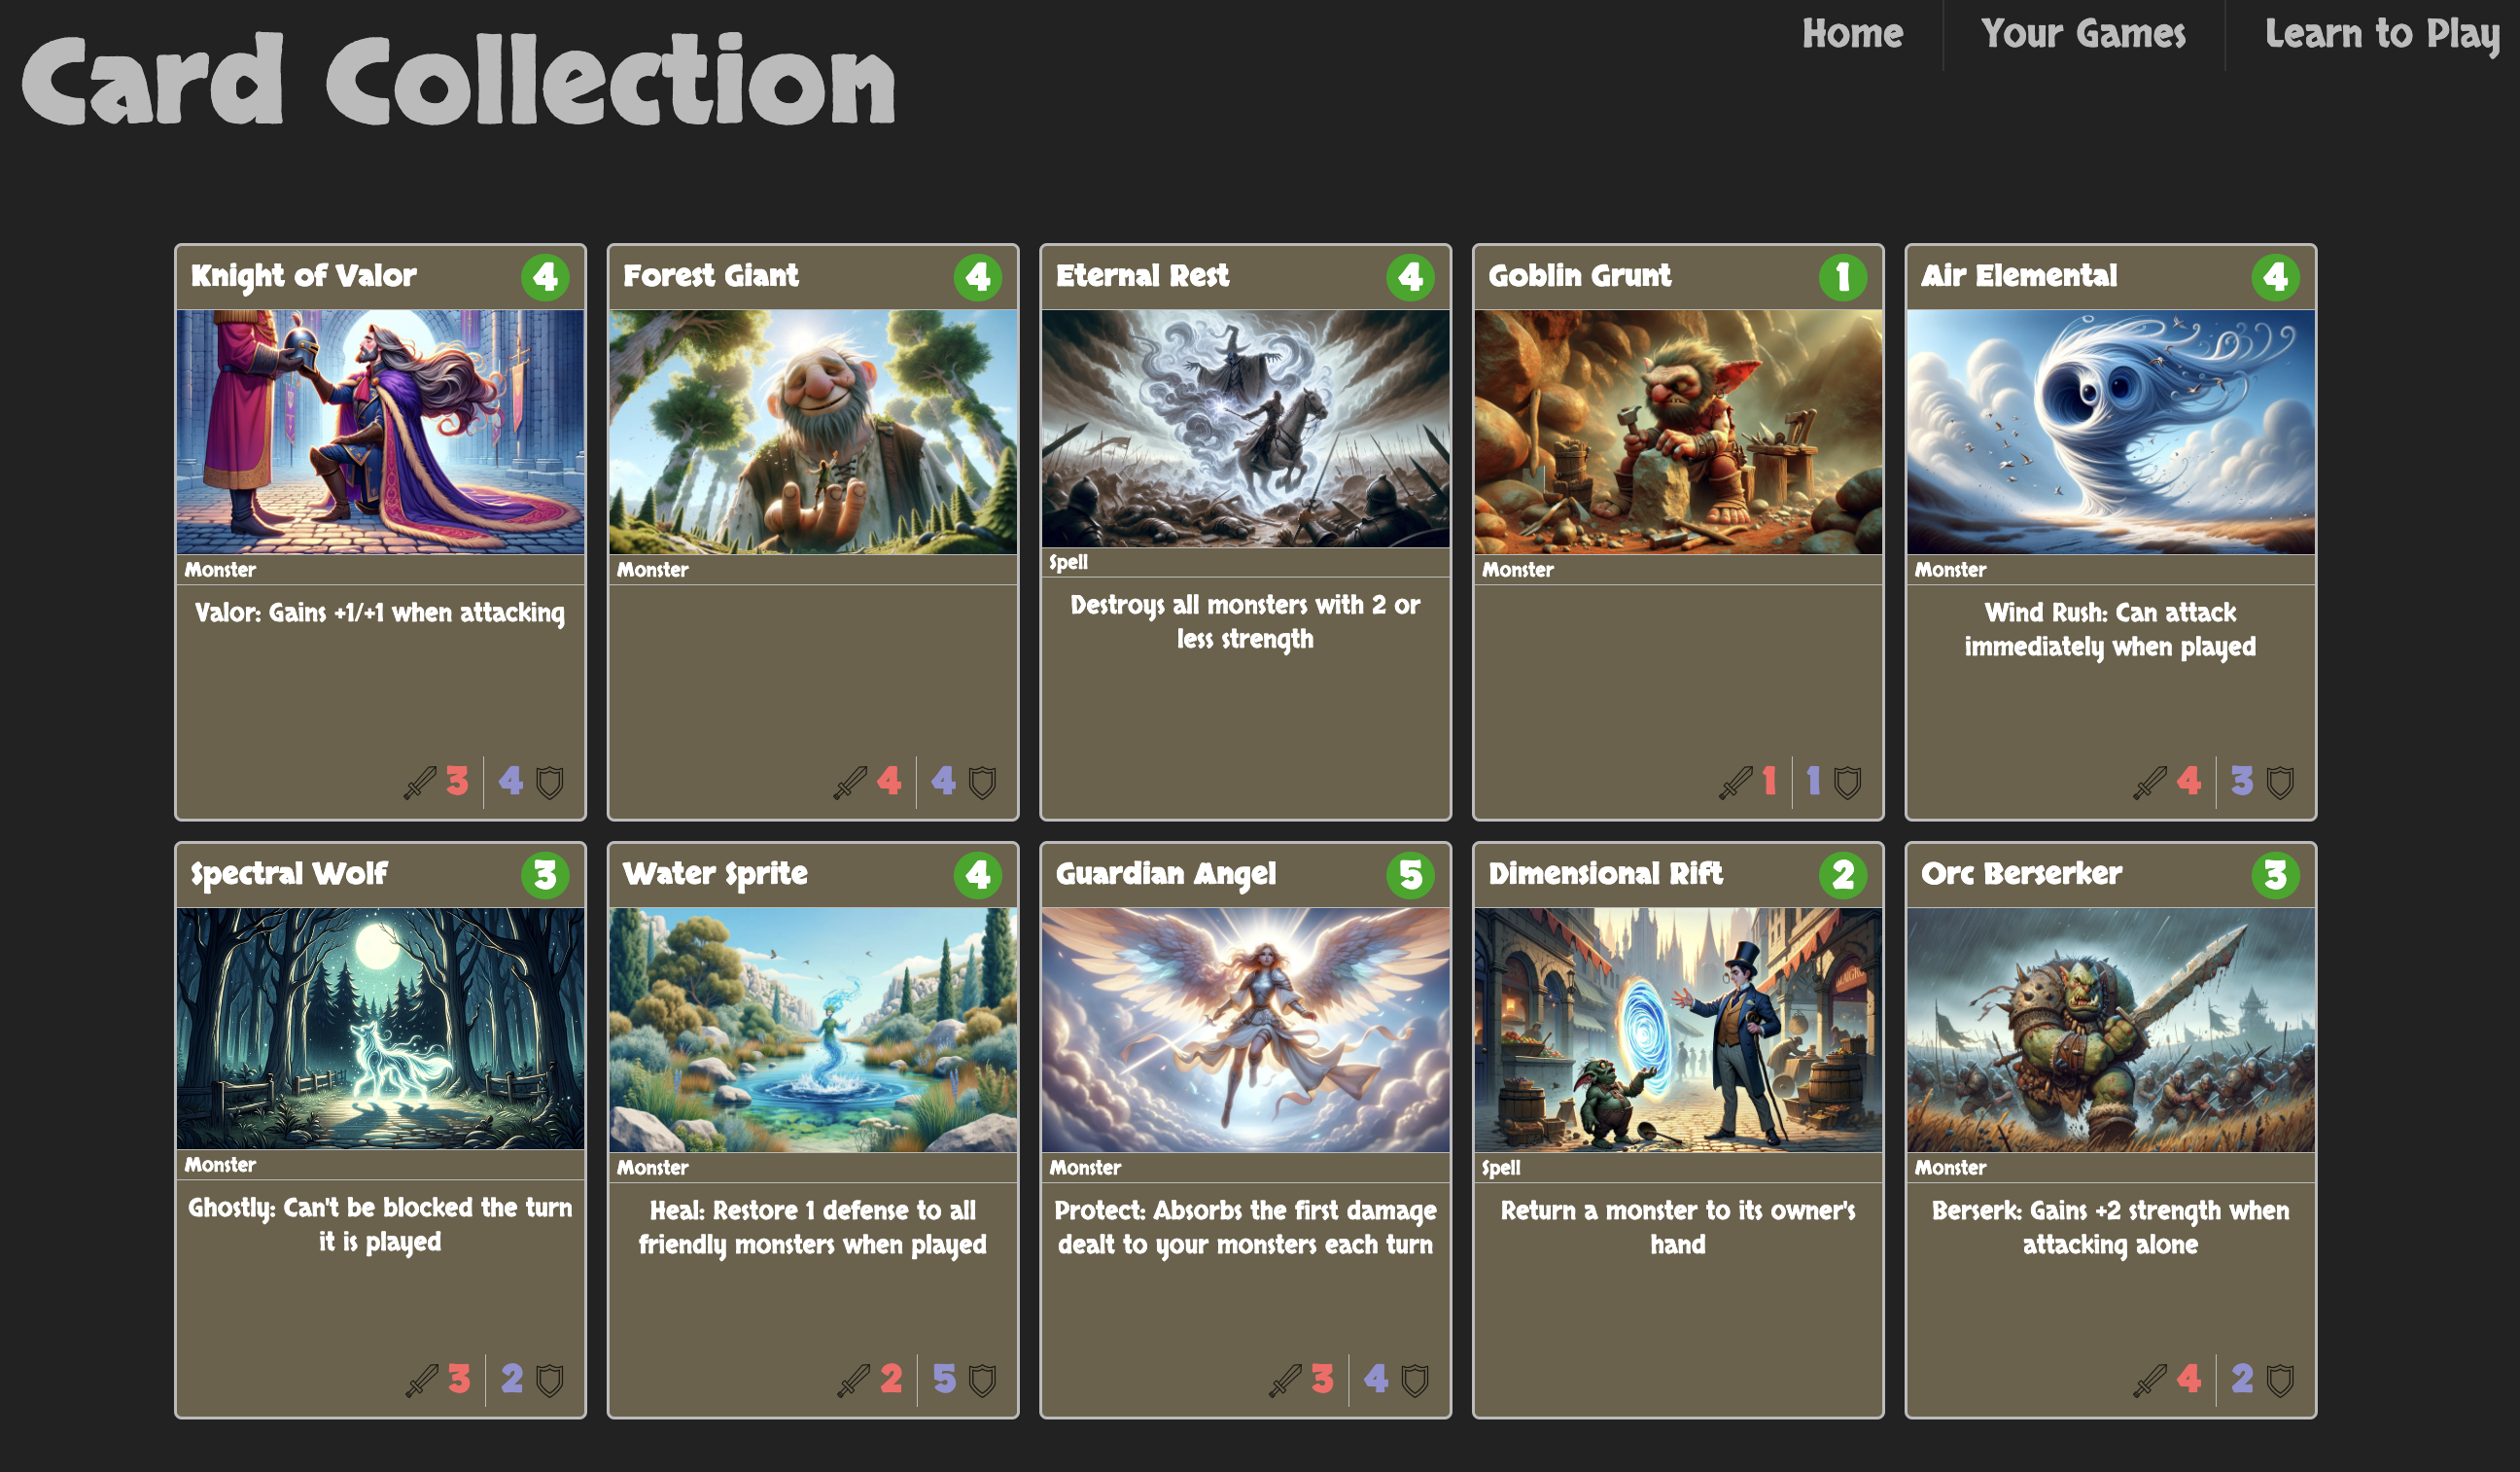 Card Collection
Home
Your Games
Learn to Play
Knight of Valor
4
Monster
Valor: Gains +1/+1 when attacking
3
4
Forest Giant
4
Monster
4
4
Eternal Rest
4
Spell
Destroys all monsters with 2 or
less strength
Goblin Grunt
1
Monster
1
1
Air Elemental
4
Monster
Wind Rush: Can attack
immediately when played
4
3
Spectral Wolf
3
Monster
Ghostly: Can't be blocked the turn
it is played
3
2
Water Sprite
4
Monster
Heal: Restore 1 defense to all
friendly monsters when played
2
5
Guardian Angel
5
Monster
Protect: Absorbs the first damage
dealt to your monsters each turn
3
4
Dimensional Rift
2
Spell
Return a monster to its owner's
hand
Orc Berserker
3
Monster
Berserk: Gains +2 strength when
attacking alone
4
2